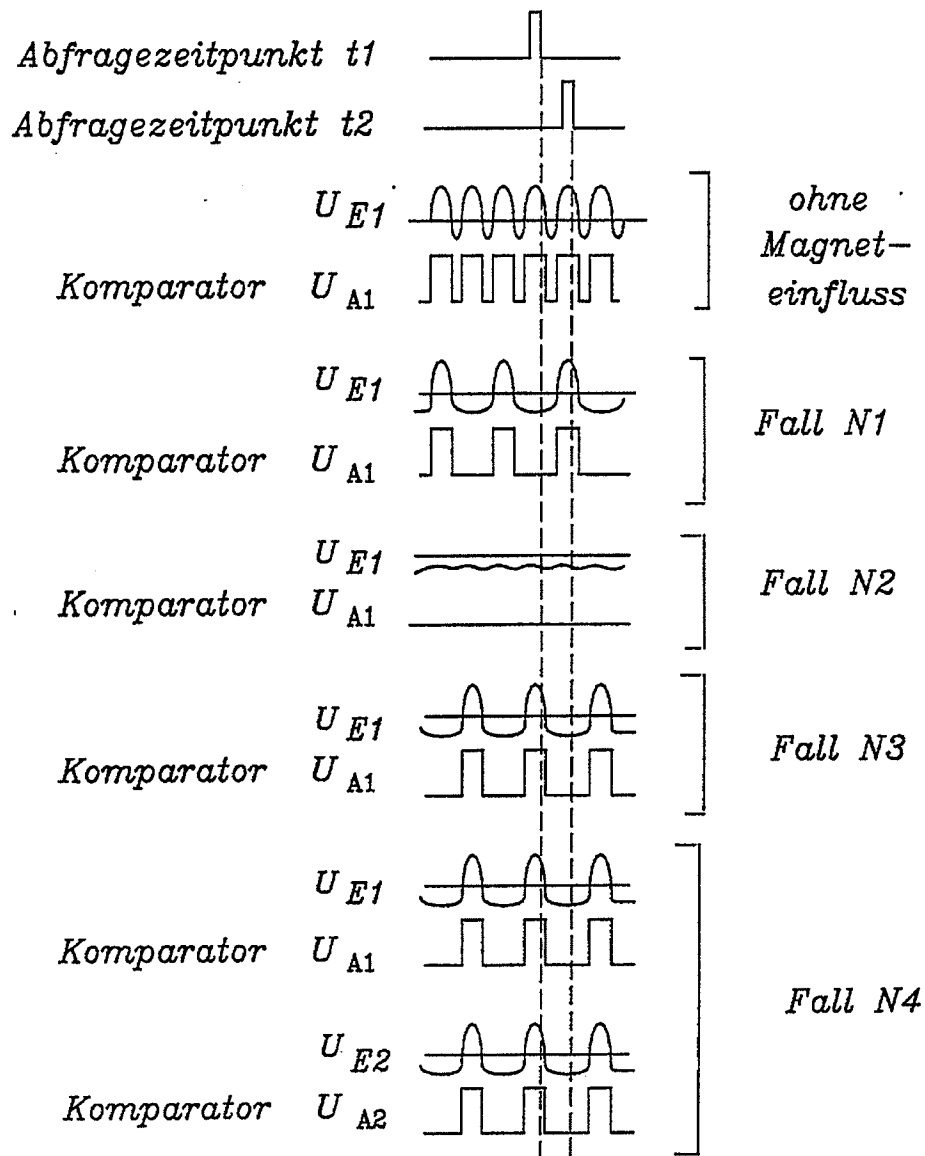 Abfragezeitpunkt t1
Abfragezeitpunkt t2
U E1
Komparator U A1
ohne
Magnet-
einfluss
U E1
Komparator U A1
Fall N1
U E1
Komparator U A1
Fall N2
U E1
Komparator U A1
Fall N3
U E1
Komparator U A1
U E2
Komparator U A2
Fall N4